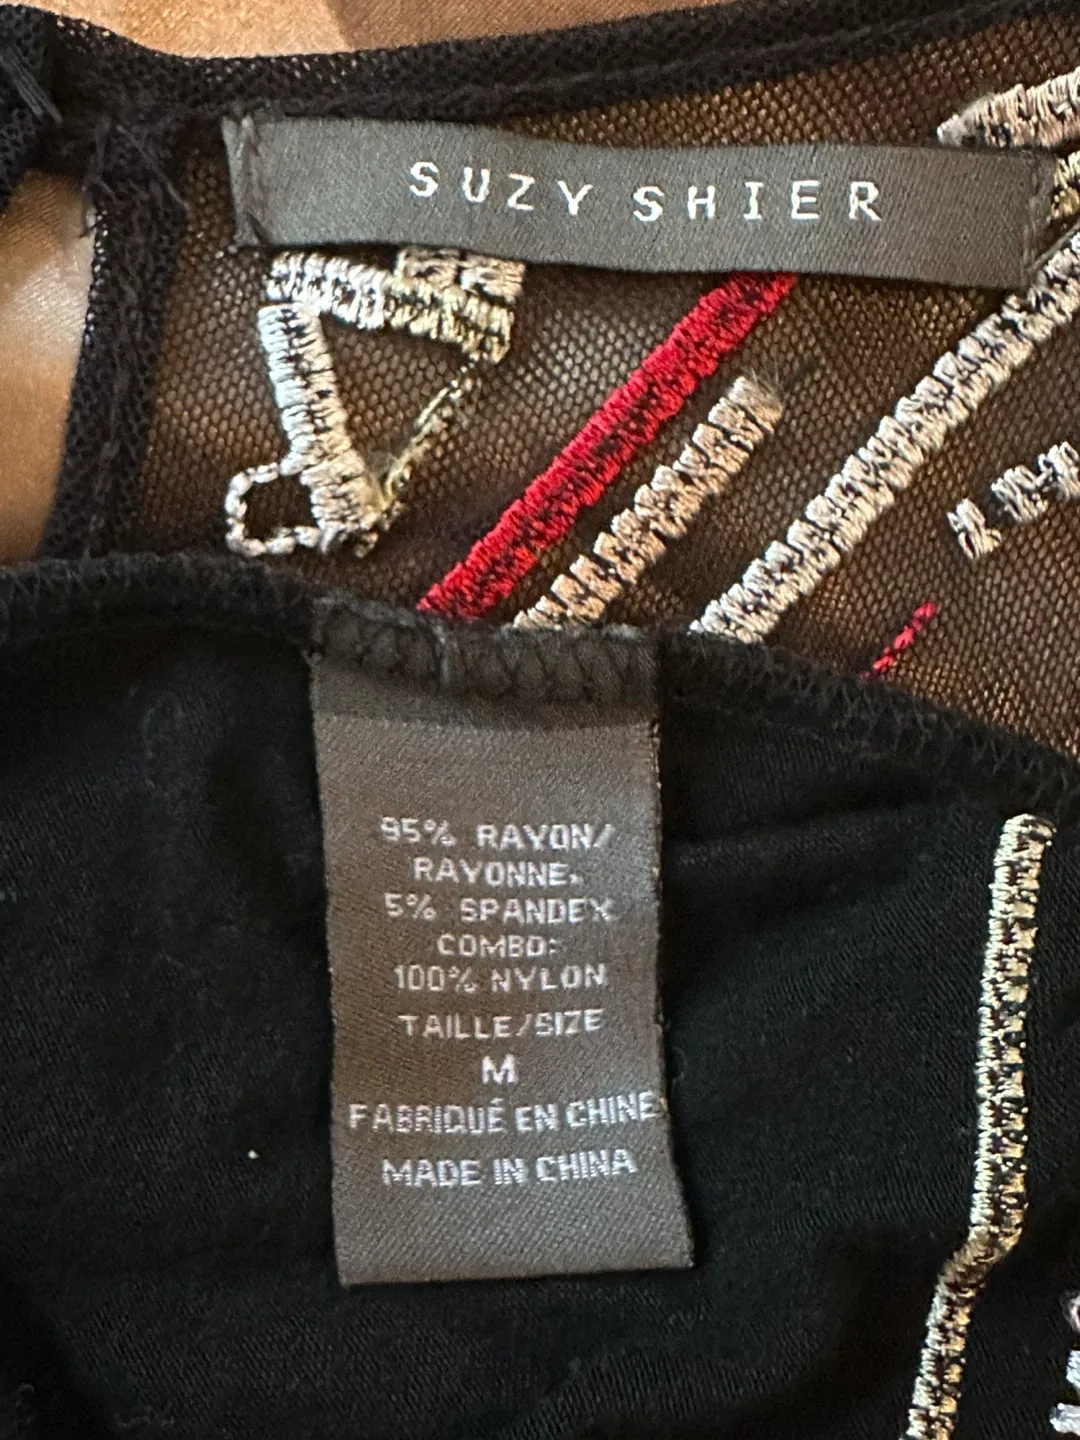 SUZY SHIER
95% RAYON/
RAYONNE,
5% SPANDEX
COMBO:
100% NYLON
TAILLE/SIZE
M
FABRIQUÉ EN CHINE
MADE IN CHINA